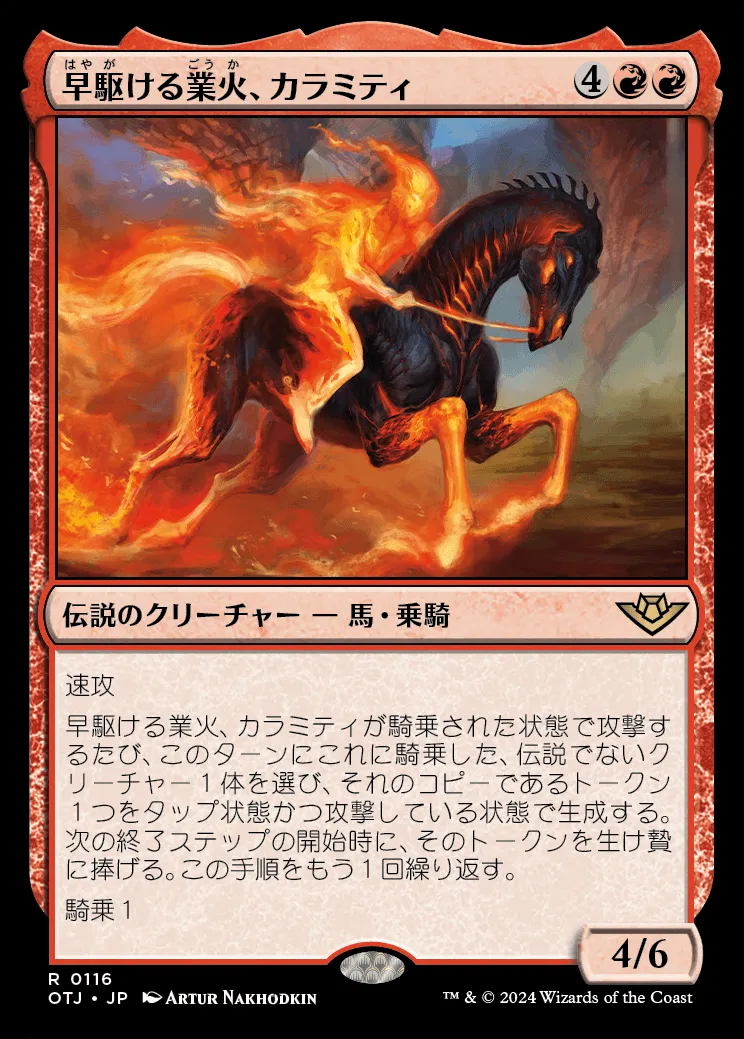 はやが ごうか
早駆ける業火、カラミティ 4
伝説のクリーチャー — 馬・乗騎
速攻
早駆ける業火、カラミティが騎乗された状態で攻撃す
るたび、このターンにこれに騎乗した、伝説でないク
リーチャー１体を選び、それのコピーであるトークン
１つをタップ状態かつ攻撃している状態で生成する。
次の終了ステップの開始時に、そのトークンを生け贄
に捧げる。この手順をもう１回繰り返す。
騎乗１
4/6
R 0116
OTJ • JP Artur Nakhodkin
™ & © 2024 Wizards of the Coast